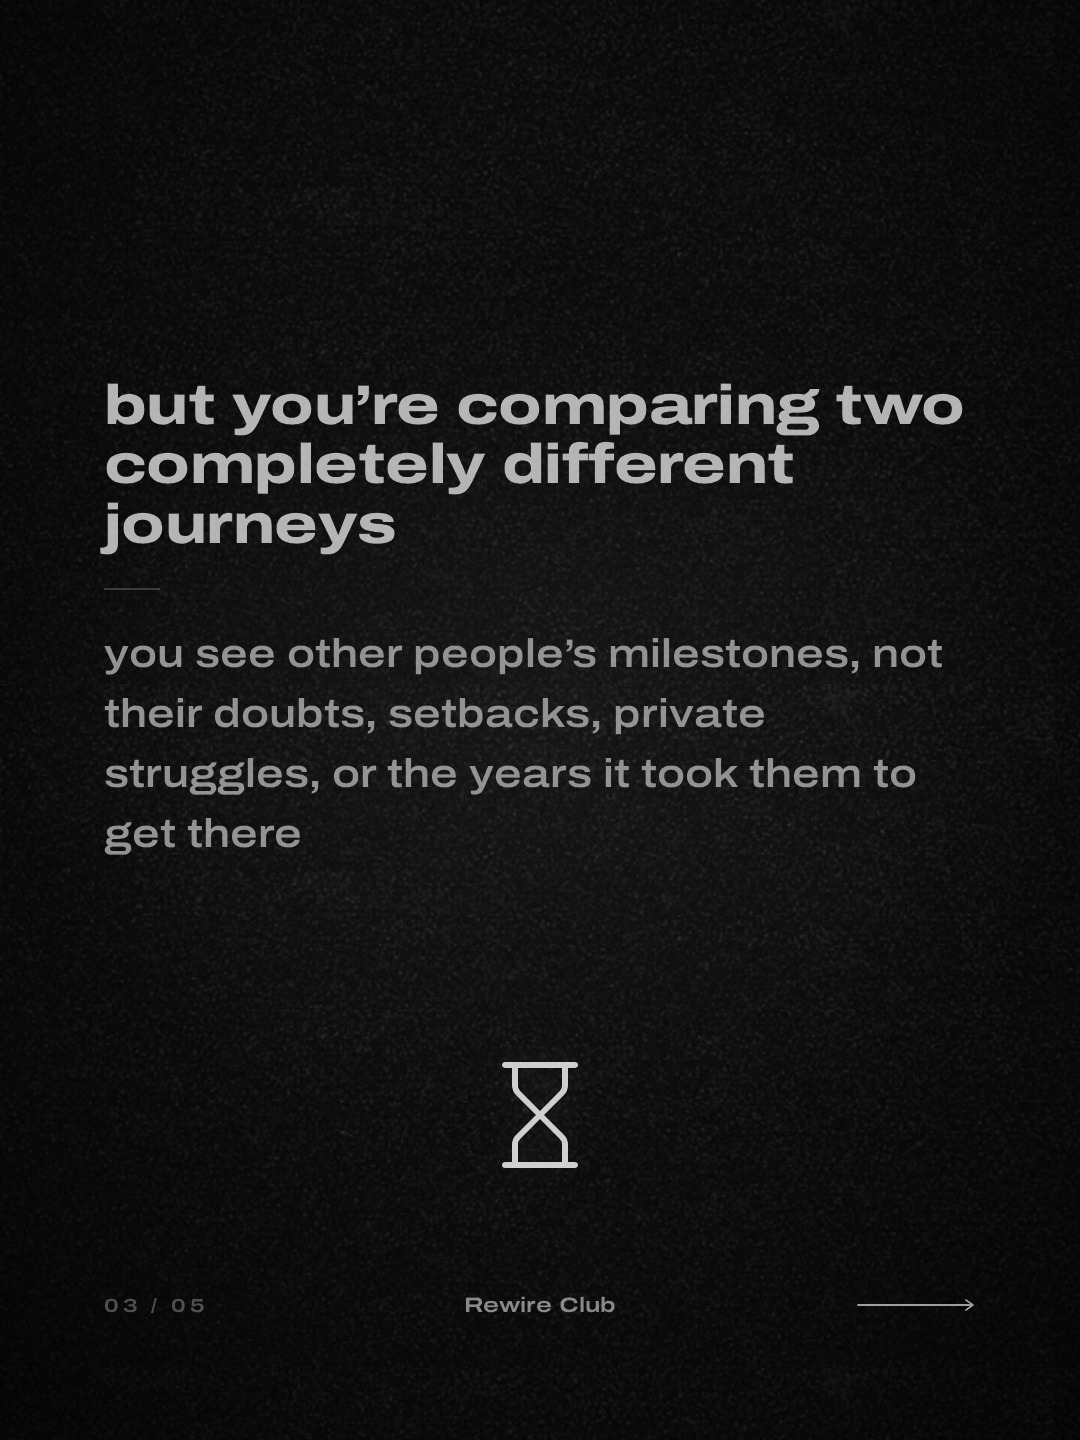 but you’re comparing two
completely different
journeys
you see other people’s milestones, not
their doubts, setbacks, private
struggles, or the years it took them to
get there
03 / 05
Rewire Club